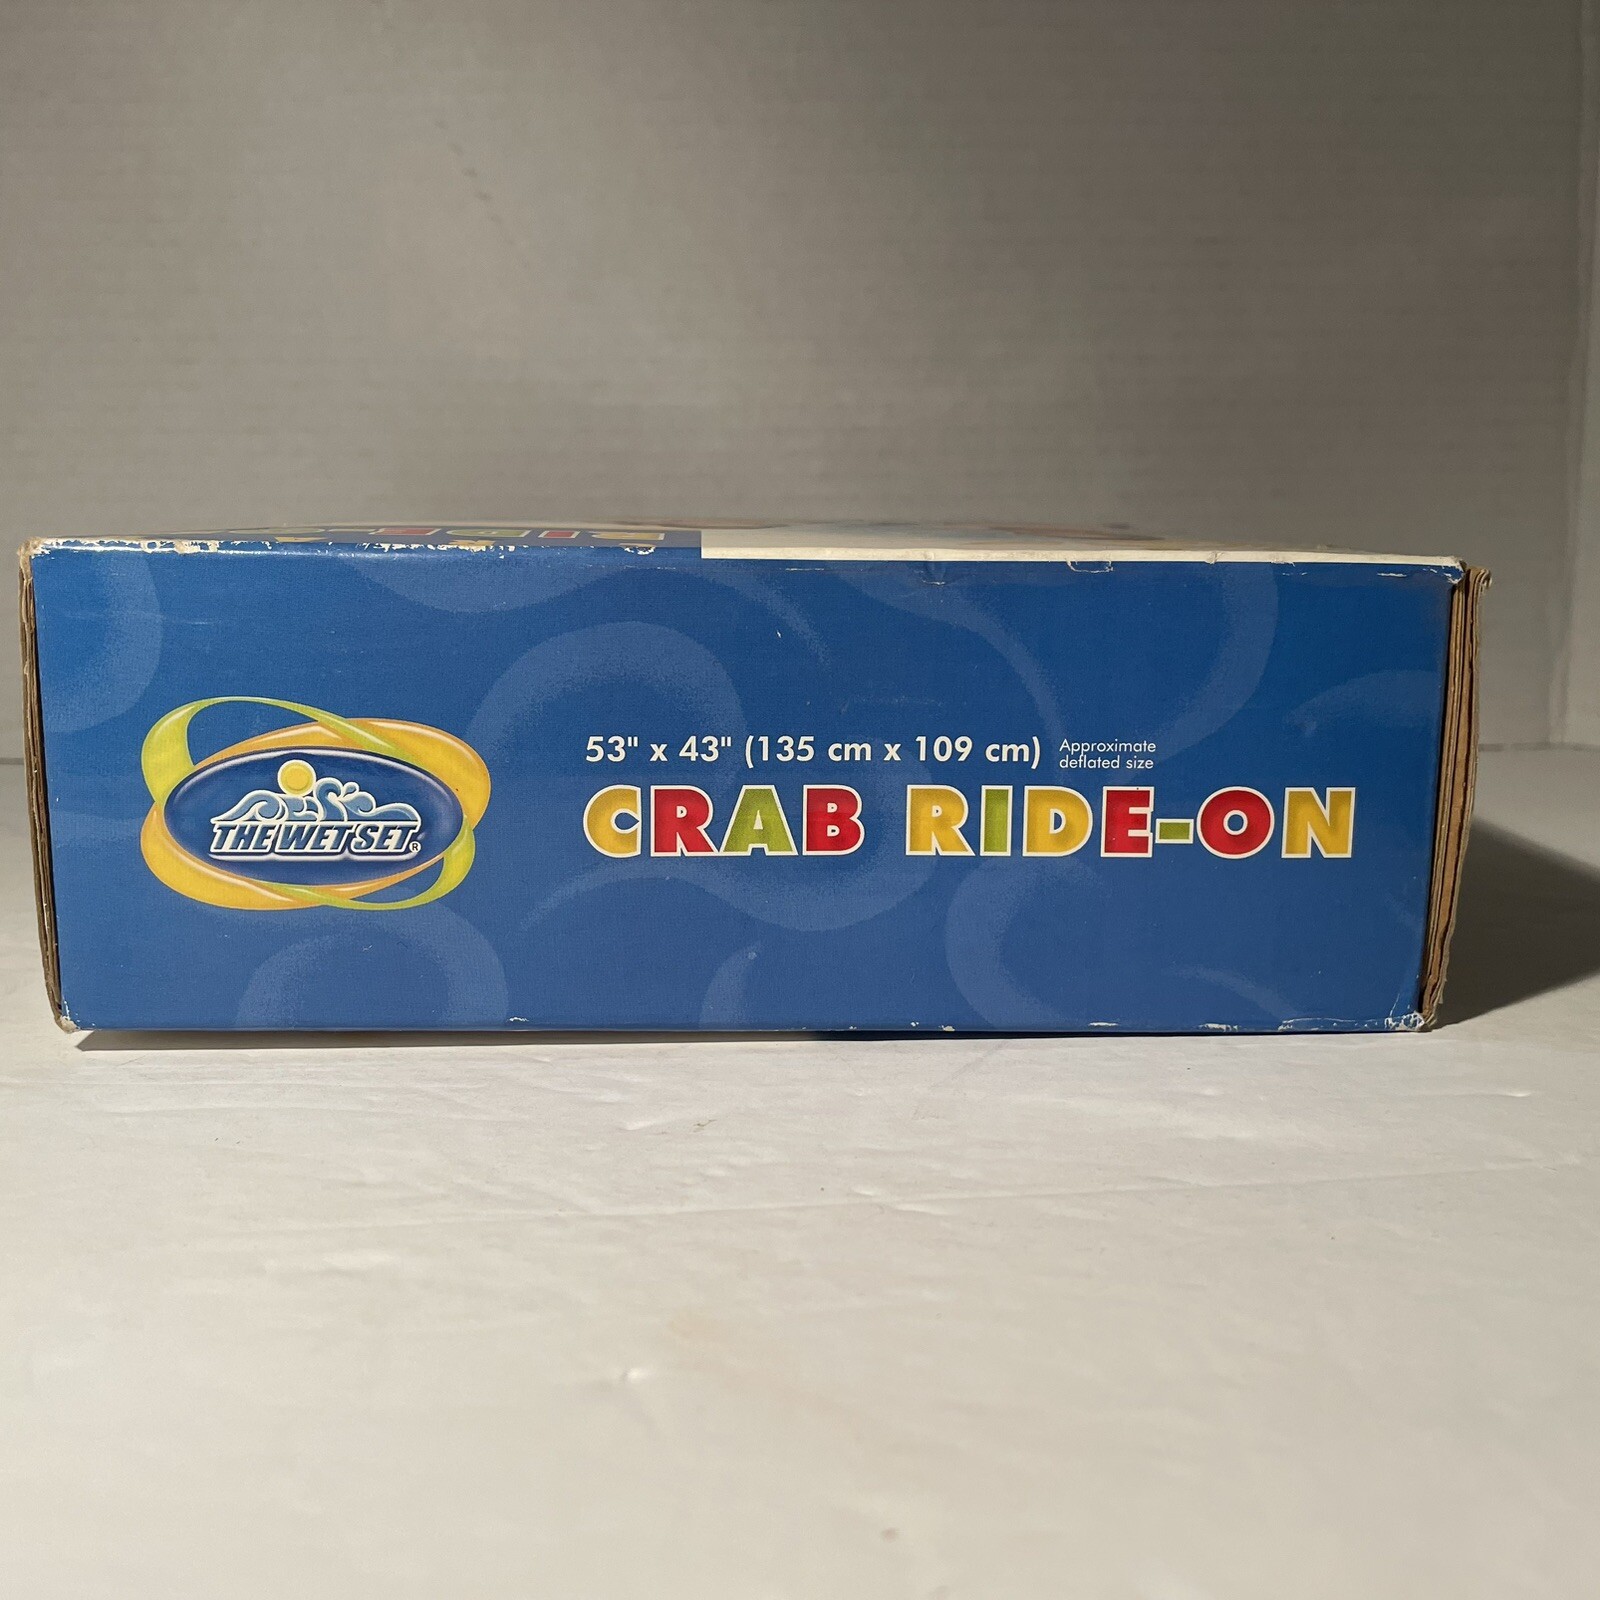 53" x 43" (135 cm x 109 cm) Approximate
deflated size
CRAB RIDE-ON
THE WET SET®